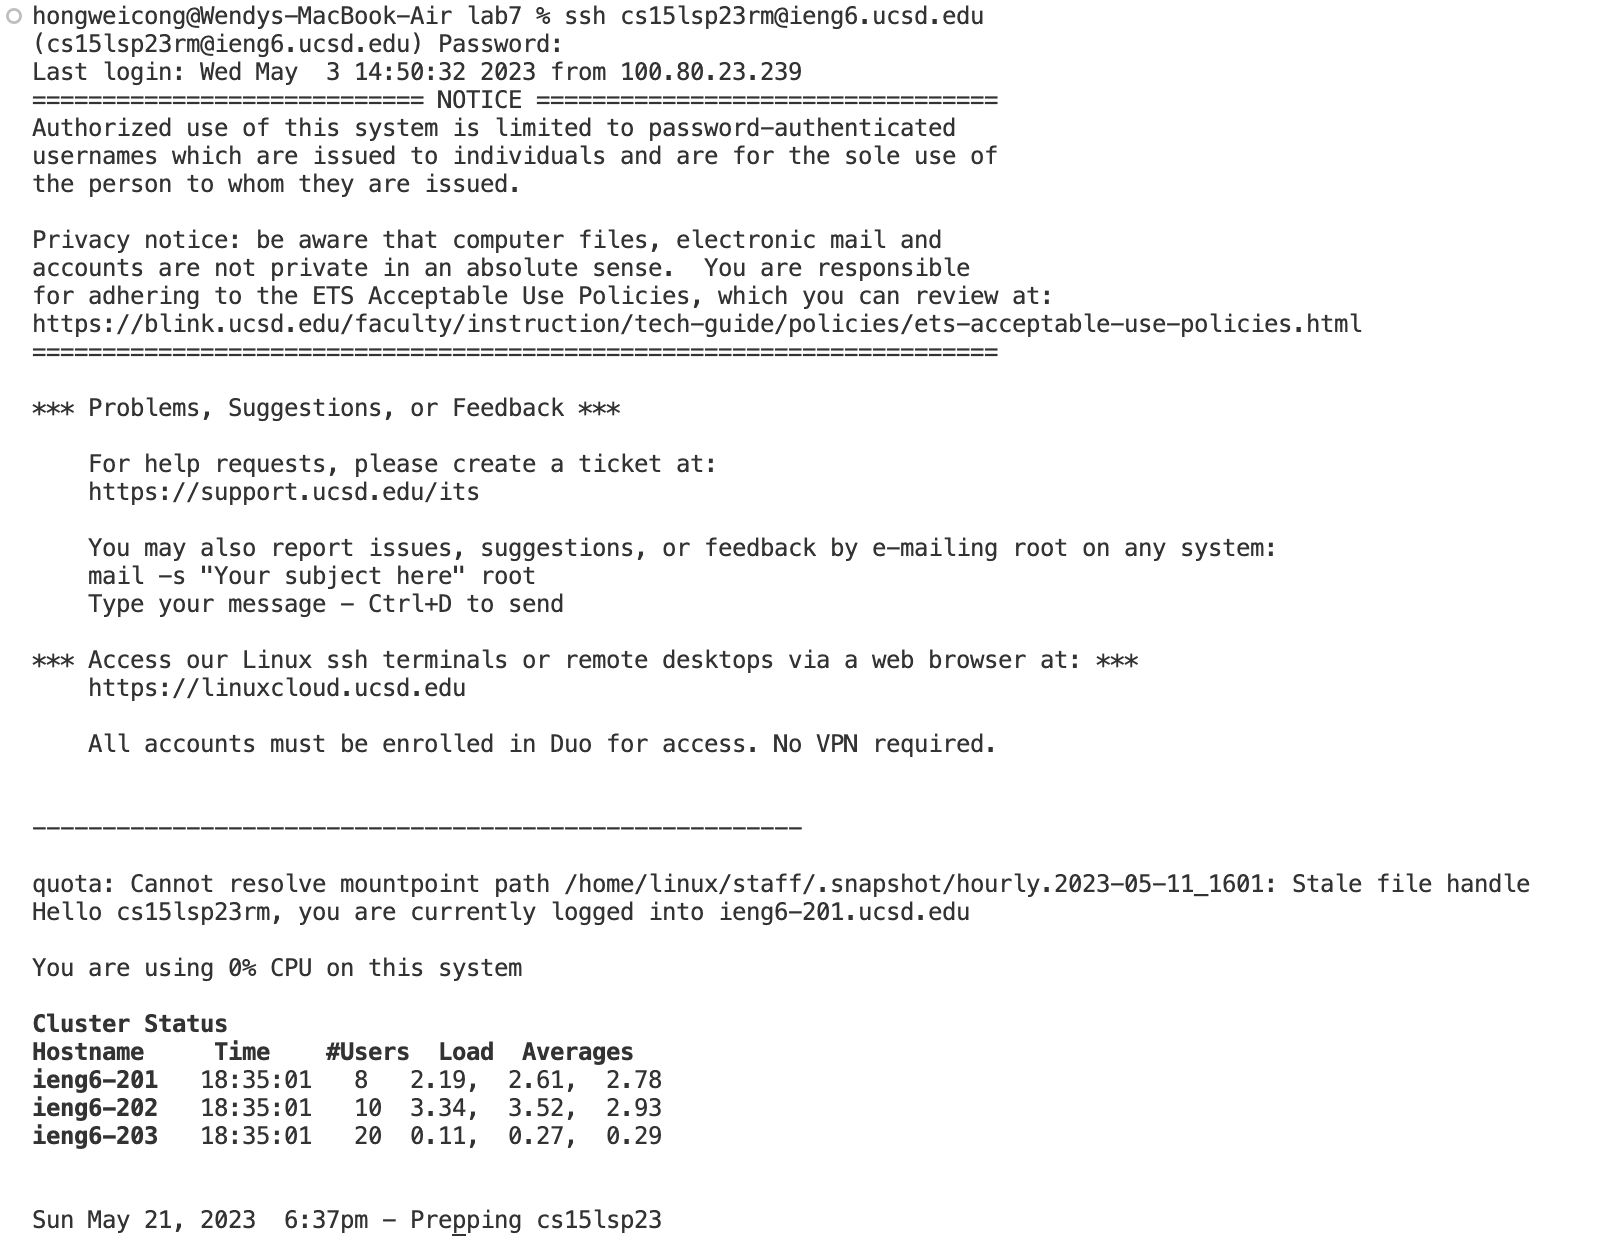 hongweicong@Wendys-MacBook-Air lab7 % ssh cs15lsp23rm@ieng6.ucsd.edu
(cs15lsp23rm@ieng6.ucsd.edu) Password:
Last login: Wed May  3 14:50:32 2023 from 100.80.23.239
============================ NOTICE =================================
Authorized use of this system is limited to password-authenticated
usernames which are issued to individuals and are for the sole use of
the person to whom they are issued.

Privacy notice: be aware that computer files, electronic mail and
accounts are not private in an absolute sense.  You are responsible
for adhering to the ETS Acceptable Use Policies, which you can review at:
https://blink.ucsd.edu/faculty/instruction/tech-guide/policies/ets-acceptable-use-policies.html
=====================================================================

*** Problems, Suggestions, or Feedback ***

    For help requests, please create a ticket at:
    https://support.ucsd.edu/its

    You may also report issues, suggestions, or feedback by e-mailing root on any system:
    mail -s "Your subject here" root
    Type your message - Ctrl+D to send

*** Access our Linux ssh terminals or remote desktops via a web browser at: ***
    https://linuxcloud.ucsd.edu

    All accounts must be enrolled in Duo for access. No VPN required.


-------------------------------------------------------

quota: Cannot resolve mountpoint path /home/linux/staff/.snapshot/hourly.2023-05-11_1601: Stale file handle
Hello cs15lsp23rm, you are currently logged into ieng6-201.ucsd.edu

You are using 0% CPU on this system

Cluster Status
Hostname     Time    #Users  Load  Averages
ieng6-201   18:35:01   8   2.19,  2.61,  2.78
ieng6-202   18:35:01   10  3.34,  3.52,  2.93
ieng6-203   18:35:01   20  0.11,  0.27,  0.29


Sun May 21, 2023  6:37pm - Prepping cs15lsp23